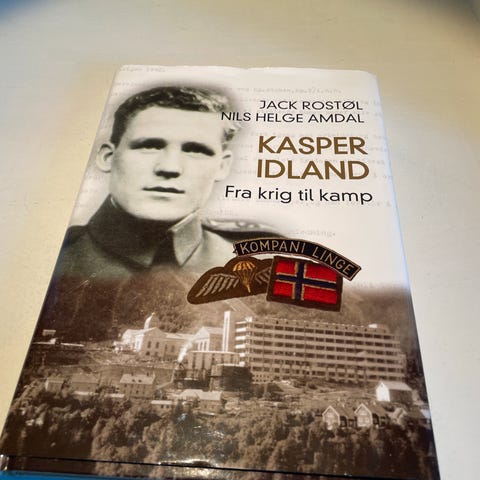 JACK ROSTØL
NILS HELGE AMDAL
KASPER
IDLAND
Fra krig til kamp
KOMPANI LINGE